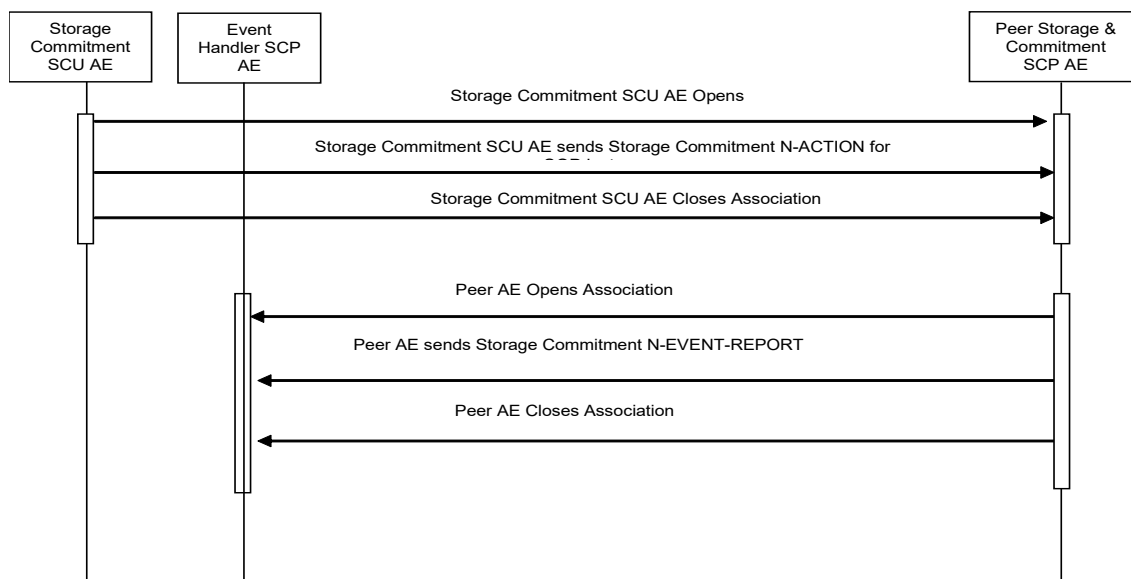 Storage
Commitment
SCU AE
Event
Handler SCP
AE
Peer Storage &
Commitment
SCP AE
Storage Commitment SCU AE Opens
Storage Commitment SCU AE sends Storage Commitment N-ACTION for
Storage Commitment SCU AE Closes Association
Peer AE Opens Association
Peer AE sends Storage Commitment N-EVENT-REPORT
Peer AE Closes Association